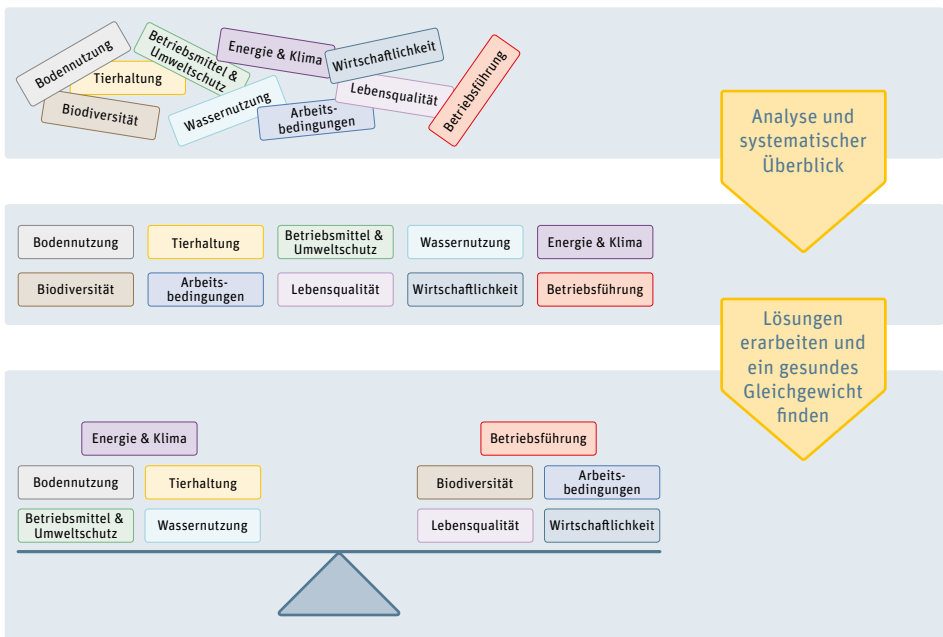 Bodennutzung
Tierhaltung
Biodiversität
Betriebsmittel &
Umweltschutz
Wassernutzung
Energie & Klima
Arbeits-
bedingungen
Wirtschaftlichkeit
Lebensqualität
Betriebsführung
Analyse und
systematischer
Überblick
Bodennutzung
Tierhaltung
Betriebsmittel &
Umweltschutz
Wassernutzung
Energie & Klima
Biodiversität
Arbeits-
bedingungen
Lebensqualität
Wirtschaftlichkeit
Betriebsführung
Lösungen
erarbeiten und
ein gesundes
Gleichgewicht
finden
Energie & Klima
Bodennutzung
Tierhaltung
Betriebsmittel &
Umweltschutz
Wassernutzung
Betriebsführung
Biodiversität
Arbeits-
bedingungen
Lebensqualität
Wirtschaftlichkeit